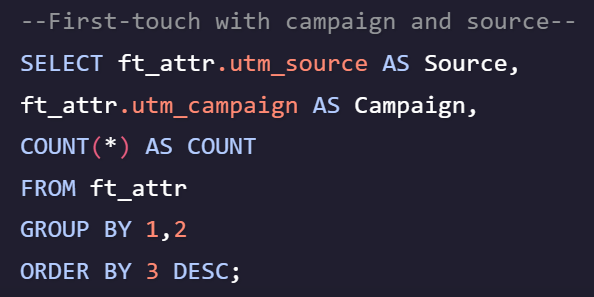 --First-touch with campaign and source--
SELECT ft_attr.utm_source AS Source,
ft_attr.utm_campaign AS Campaign,
COUNT(*) AS COUNT
FROM ft_attr
GROUP BY 1,2
ORDER BY 3 DESC;